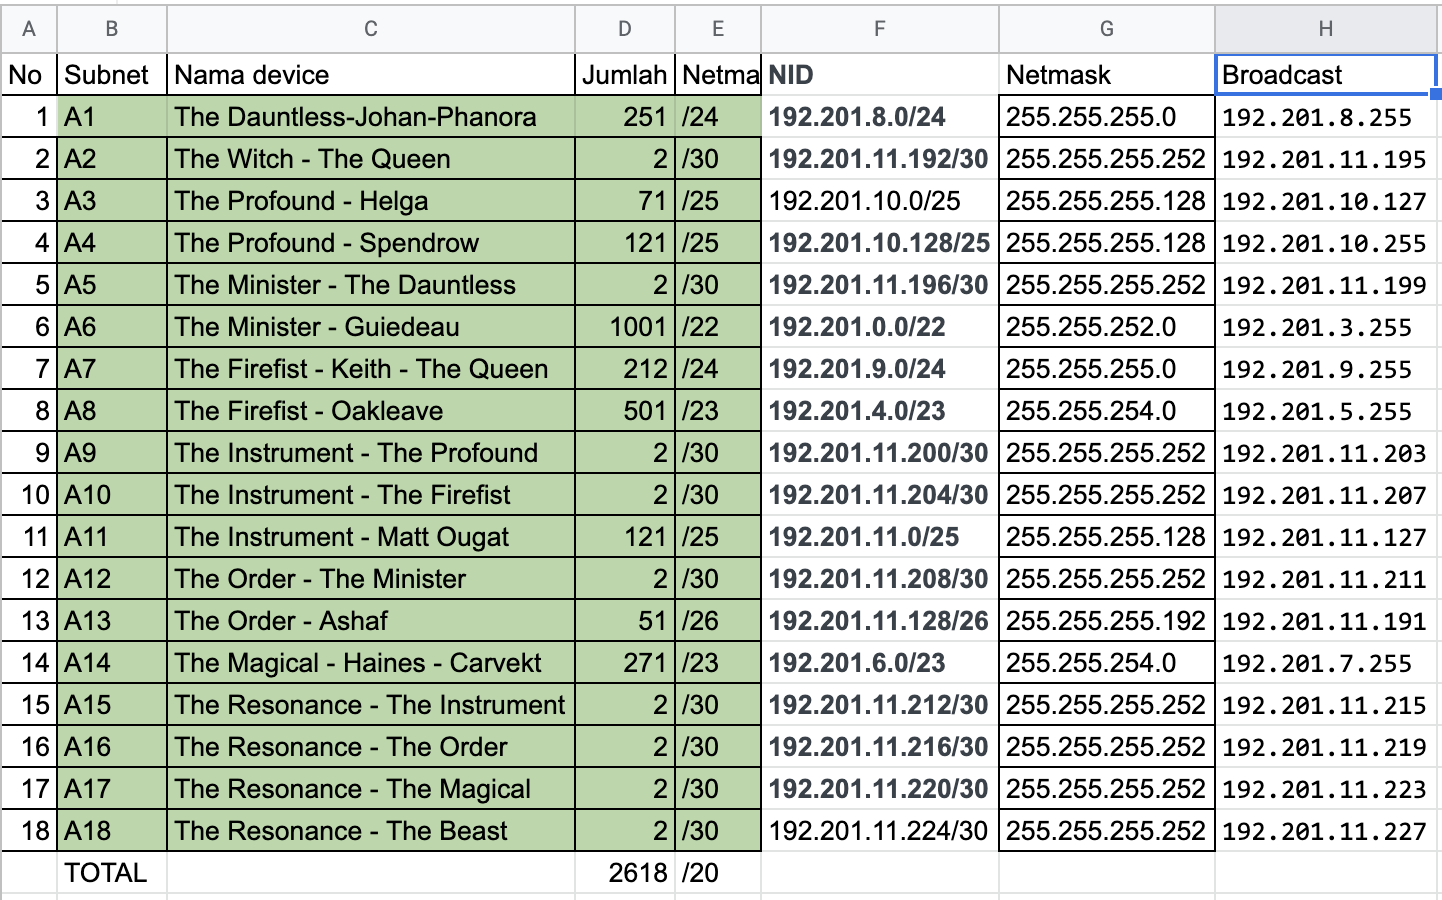 A B C D E F G H
No Subnet Nama device Jumlah Netma NID Netmask Broadcast
1 A1 The Dauntless-Johan-Phanora 251 /24 192.201.8.0/24 255.255.255.0 192.201.8.255
2 A2 The Witch - The Queen 2 /30 192.201.11.192/30 255.255.255.252 192.201.11.195
3 A3 The Profound - Helga 71 /25 192.201.10.0/25 255.255.255.128 192.201.10.127
4 A4 The Profound - Spendrow 121 /25 192.201.10.128/25 255.255.255.128 192.201.10.255
5 A5 The Minister - The Dauntless 2 /30 192.201.11.196/30 255.255.255.252 192.201.11.199
6 A6 The Minister - Guiedeau 1001 /22 192.201.0.0/22 255.255.252.0 192.201.3.255
7 A7 The Firefist - Keith - The Queen 212 /24 192.201.9.0/24 255.255.255.0 192.201.9.255
8 A8 The Firefist - Oakleave 501 /23 192.201.4.0/23 255.255.254.0 192.201.5.255
9 A9 The Instrument - The Profound 2 /30 192.201.11.200/30 255.255.255.252 192.201.11.203
10 A10 The Instrument - The Firefist 2 /30 192.201.11.204/30 255.255.255.252 192.201.11.207
11 A11 The Instrument - Matt Ougat 121 /25 192.201.11.0/25 255.255.255.128 192.201.11.127
12 A12 The Order - The Minister 2 /30 192.201.11.208/30 255.255.255.252 192.201.11.211
13 A13 The Order - Ashaf 51 /26 192.201.11.128/26 255.255.255.192 192.201.11.191
14 A14 The Magical - Haines - Carvekt 271 /23 192.201.6.0/23 255.255.254.0 192.201.7.255
15 A15 The Resonance - The Instrument 2 /30 192.201.11.212/30 255.255.255.252 192.201.11.215
16 A16 The Resonance - The Order 2 /30 192.201.11.216/30 255.255.255.252 192.201.11.219
17 A17 The Resonance - The Magical 2 /30 192.201.11.220/30 255.255.255.252 192.201.11.223
18 A18 The Resonance - The Beast 2 /30 192.201.11.224/30 255.255.255.252 192.201.11.227
TOTAL 2618 /20